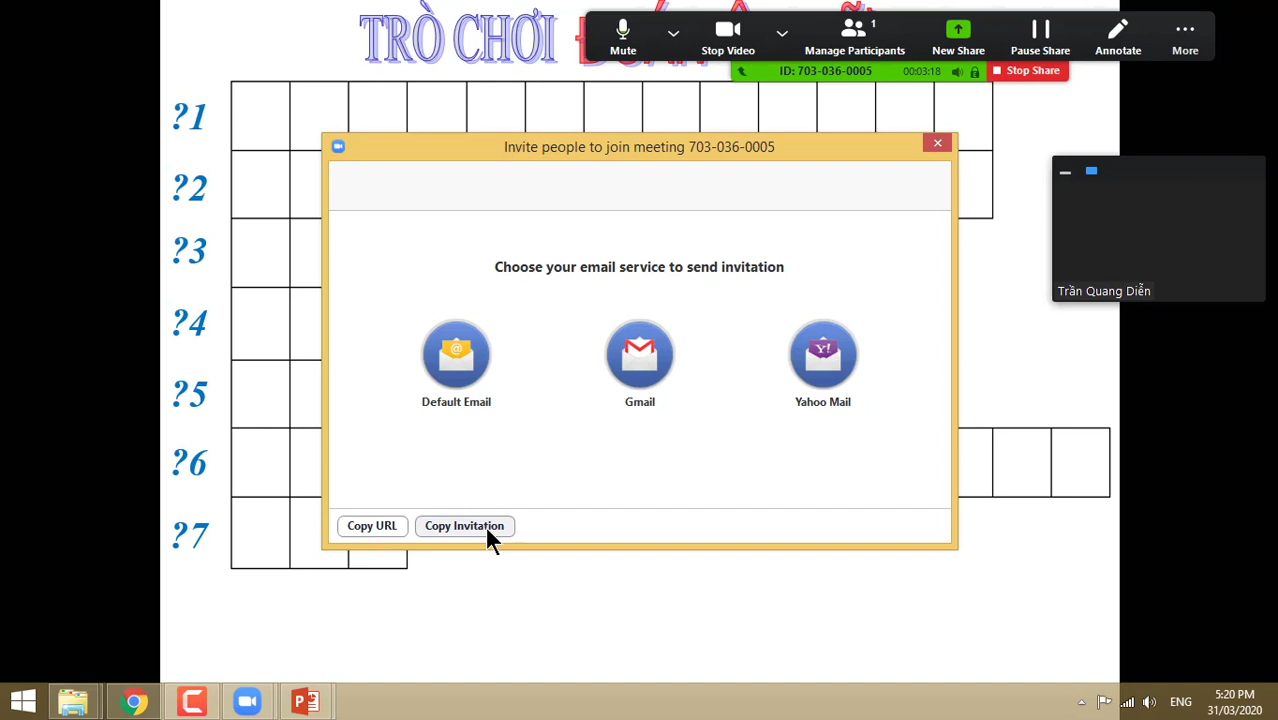 TRÒ CHƠI
Mute
Stop Video
Manage Participants
1
New Share
Pause Share
Annotate
More
ID: 703-036-0005
00:03:18
Stop Share
?1
?2
?3
?4
?5
?6
?7
Invite people to join meeting 703-036-0005
Choose your email service to send invitation
Default Email
Gmail
Yahoo Mail
Copy URL
Copy Invitation
Trần Quang Diễn
ENG
5:20 PM
31/03/2020